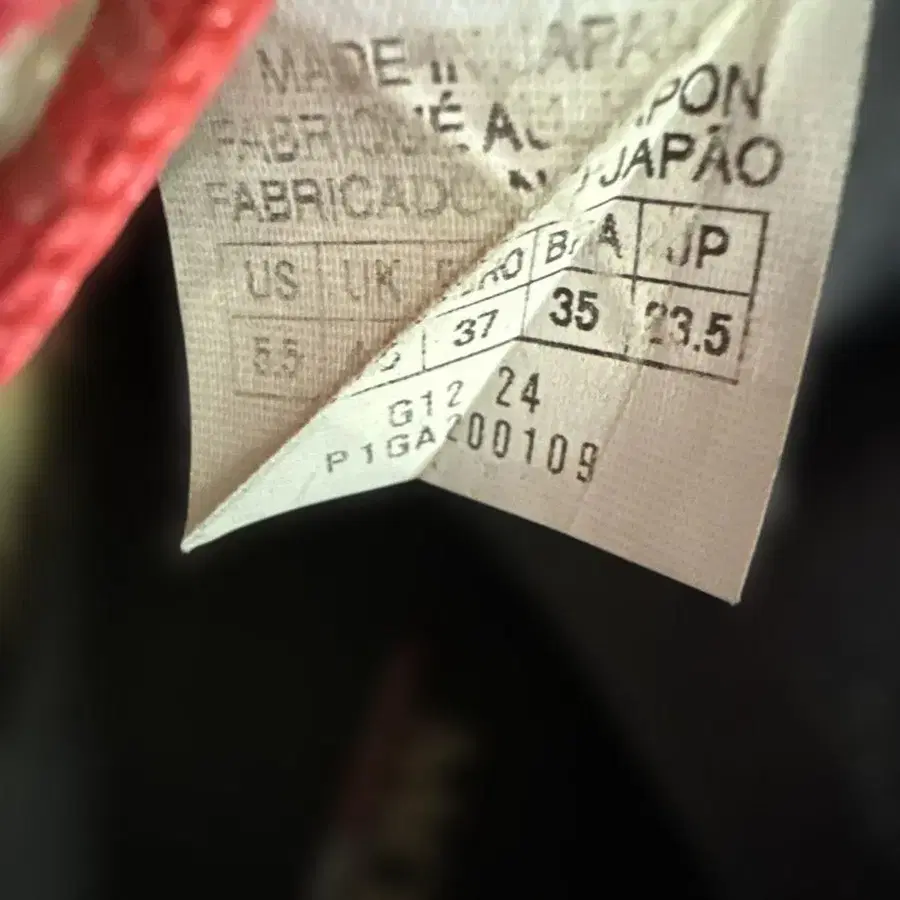 MADE IN JAPAN
FABRIQUÉ AU JAPON
FABRICADO NO JAPÃO
US UK EURO BRA JP
5.5 37 35 23.5
G12 24
P1GA200109